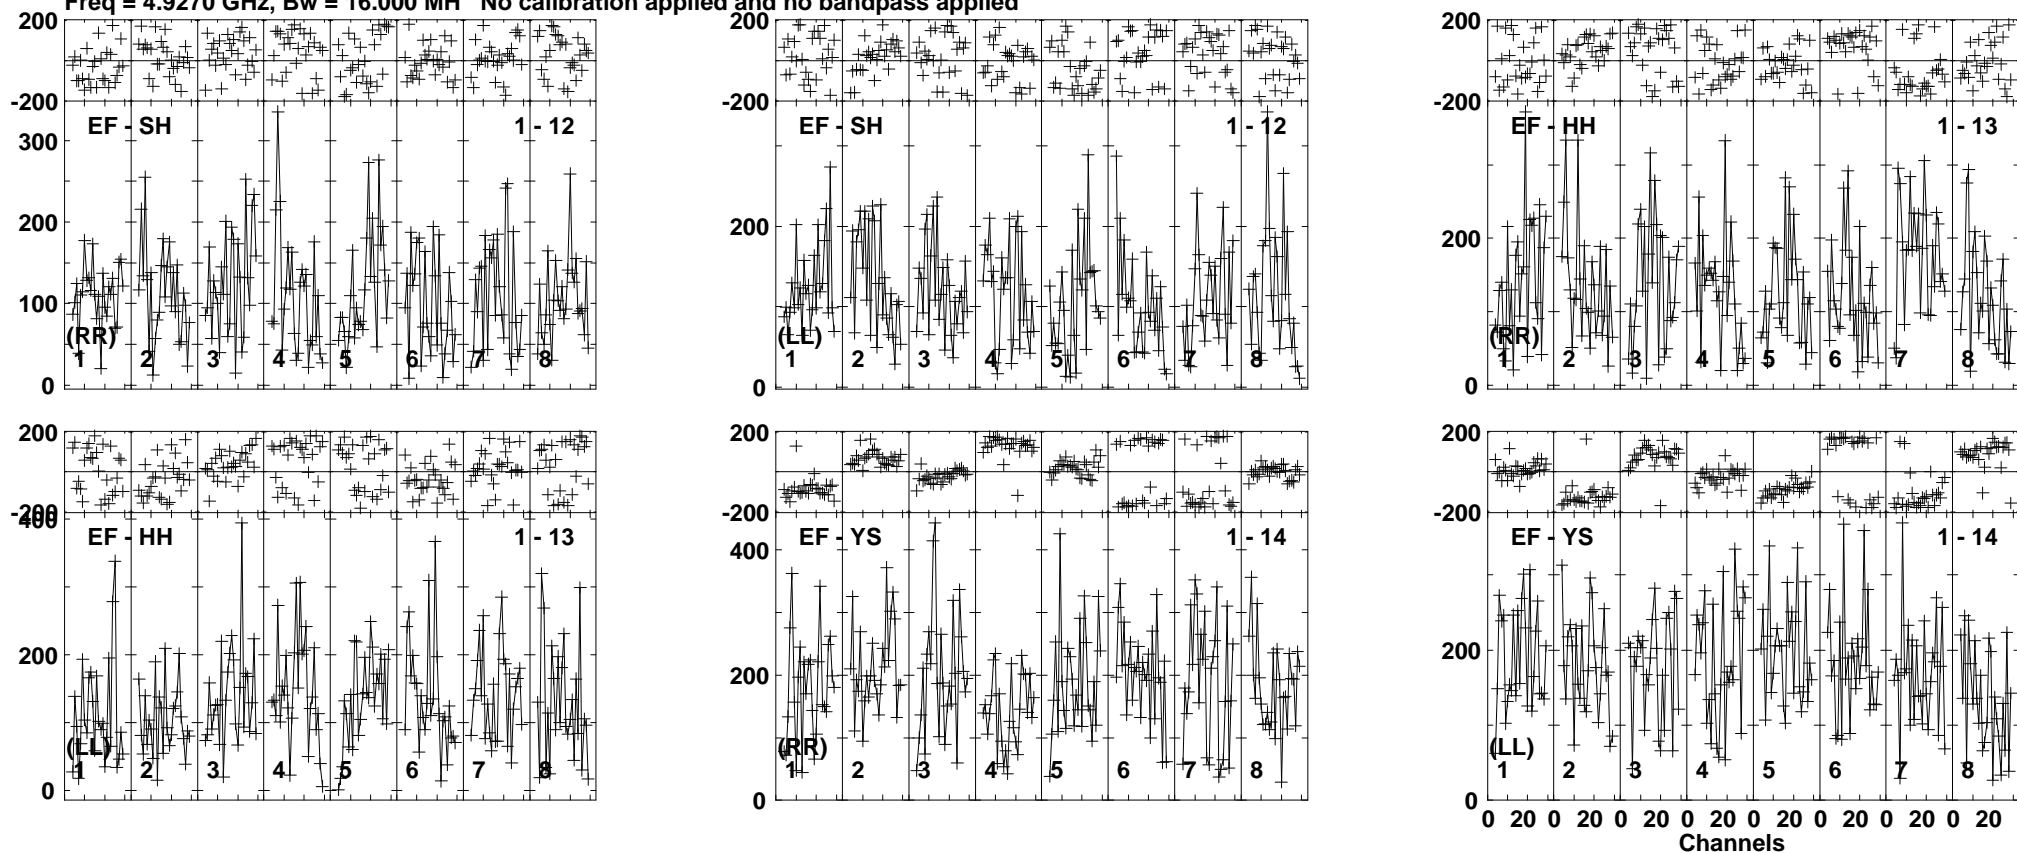 Freq = 4.9270 GHz, Bw = 16.000 MH No calibration applied and no bandpass applied
200
-200
300
200
100
0
EF - SH 1 - 12
(RR)
1 2 3 4 5 6 7 8
200
-200
200
0
EF - SH 1 - 12
(LL)
1 2 3 4 5 6 7 8
200
-200
200
0
EF - HH 1 - 13
(RR)
1 2 3 4 5 6 7 8
200
-200
400
200
0
EF - HH 1 - 13
(LL)
1 2 3 4 5 6 7 8
200
-200
400
200
0
EF - YS 1 - 14
(RR)
1 2 3 4 5 6 7 8
200
-200
200
0
EF - YS 1 - 14
(LL)
1 2 3 4 5 6 7 8
0 20 0 20 0 20 0 20 0 20 0 20 0 20 0
Channels